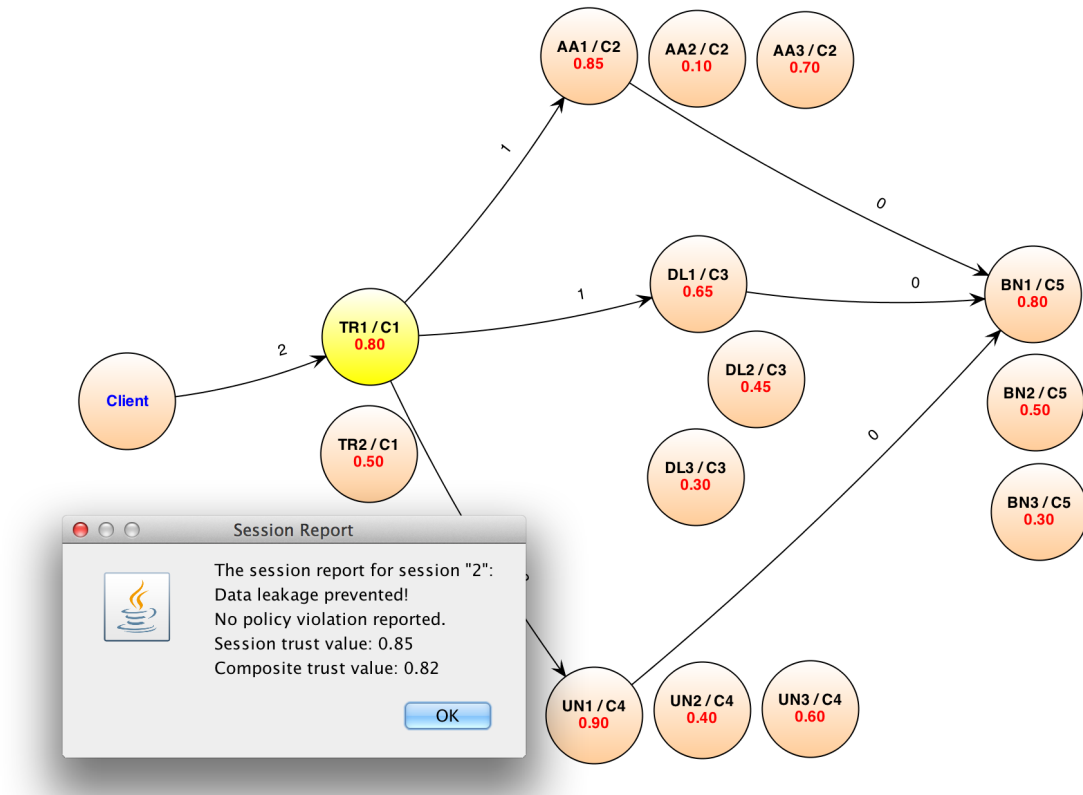 AA1 / C2
0.85
AA2 / C2
0.10
AA3 / C2
0.70
1
0
DL1 / C3
0.65
1
0
BN1 / C5
0.80
TR1 / C1
0.80
2
Client
DL2 / C3
0.45
BN2 / C5
0.50
TR2 / C1
0.50
0
DL3 / C3
0.30
BN3 / C5
0.30
Session Report
The session report for session "2":
Data leakage prevented!
No policy violation reported.
Session trust value: 0.85
Composite trust value: 0.82
OK
UN1 / C4
0.90
UN2 / C4
0.40
UN3 / C4
0.60